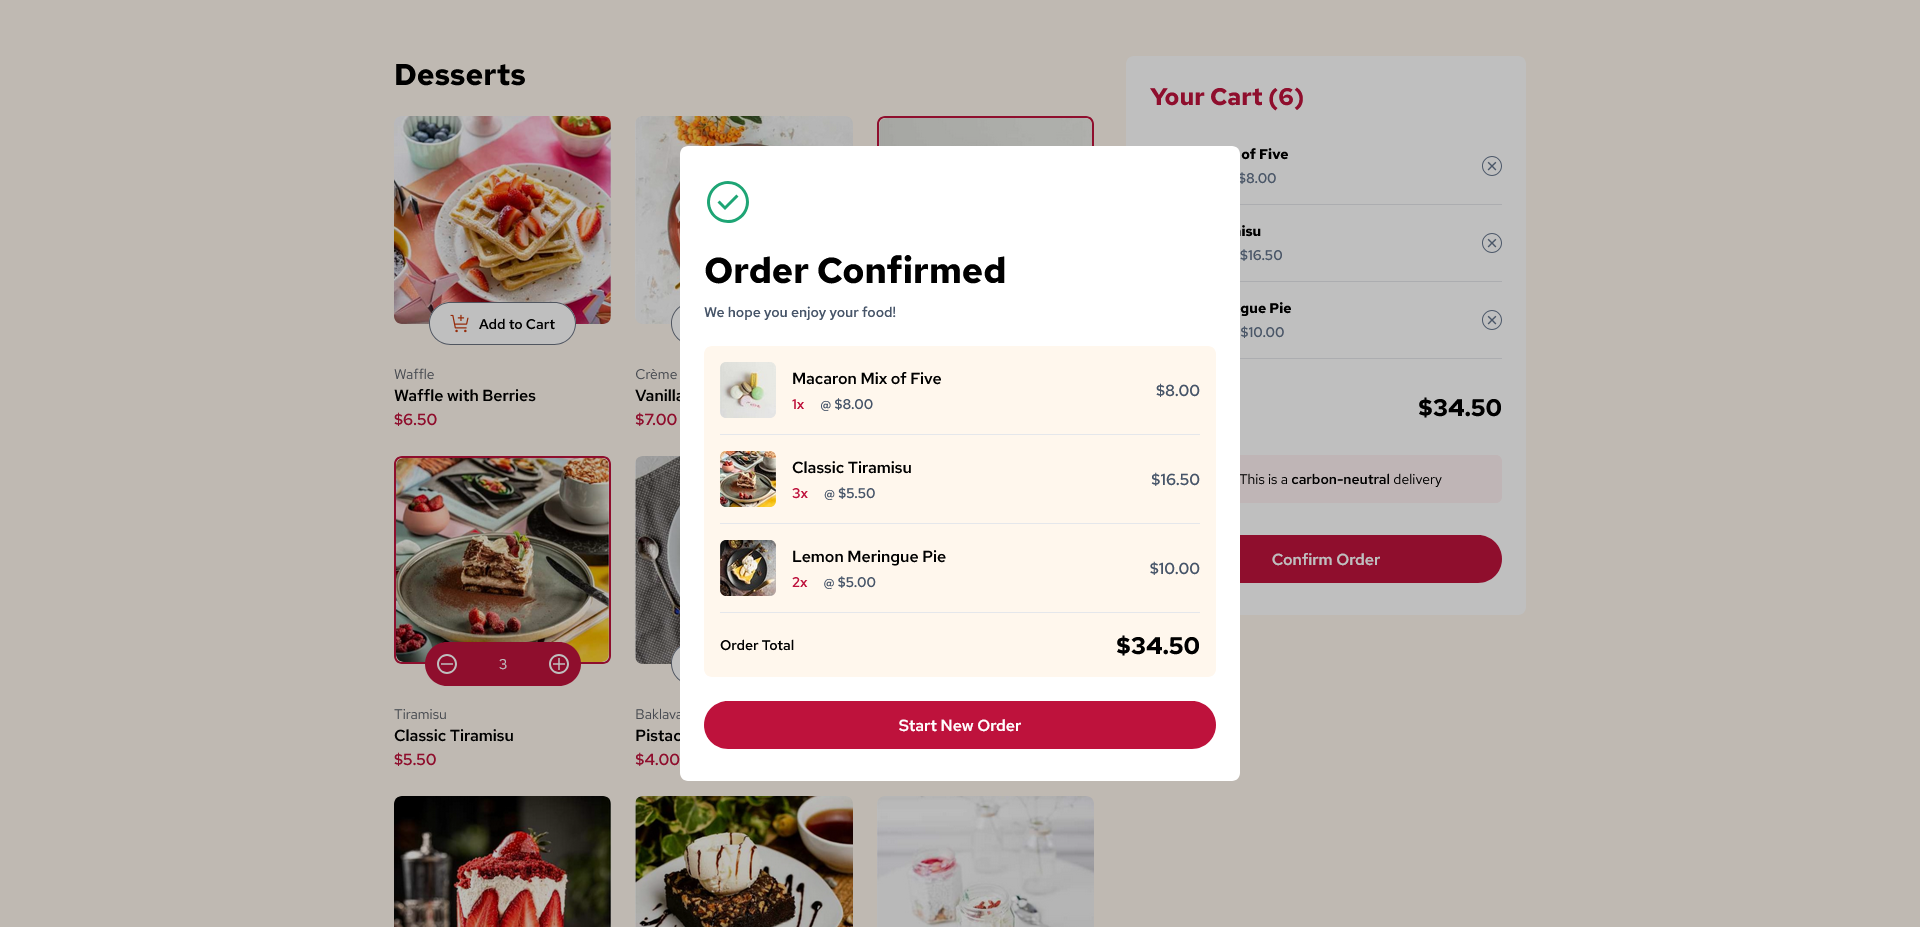 Desserts
Add to Cart
Waffle
Waffle with Berries
$6.50
Crème
Vanilla
$7.00
3
Tiramisu
Classic Tiramisu
$5.50
Baklava
$4.00
Order Confirmed
We hope you enjoy your food!
Macaron Mix of Five
1x @ $8.00
$8.00
Classic Tiramisu
3x @ $5.50
$16.50
Lemon Meringue Pie
2x @ $5.00
$10.00
Order Total
$34.50
Start New Order
Your Cart (6)
of Five
$8.00
$16.50
Pie
$10.00
$34.50
This is a carbon-neutral delivery
Confirm Order